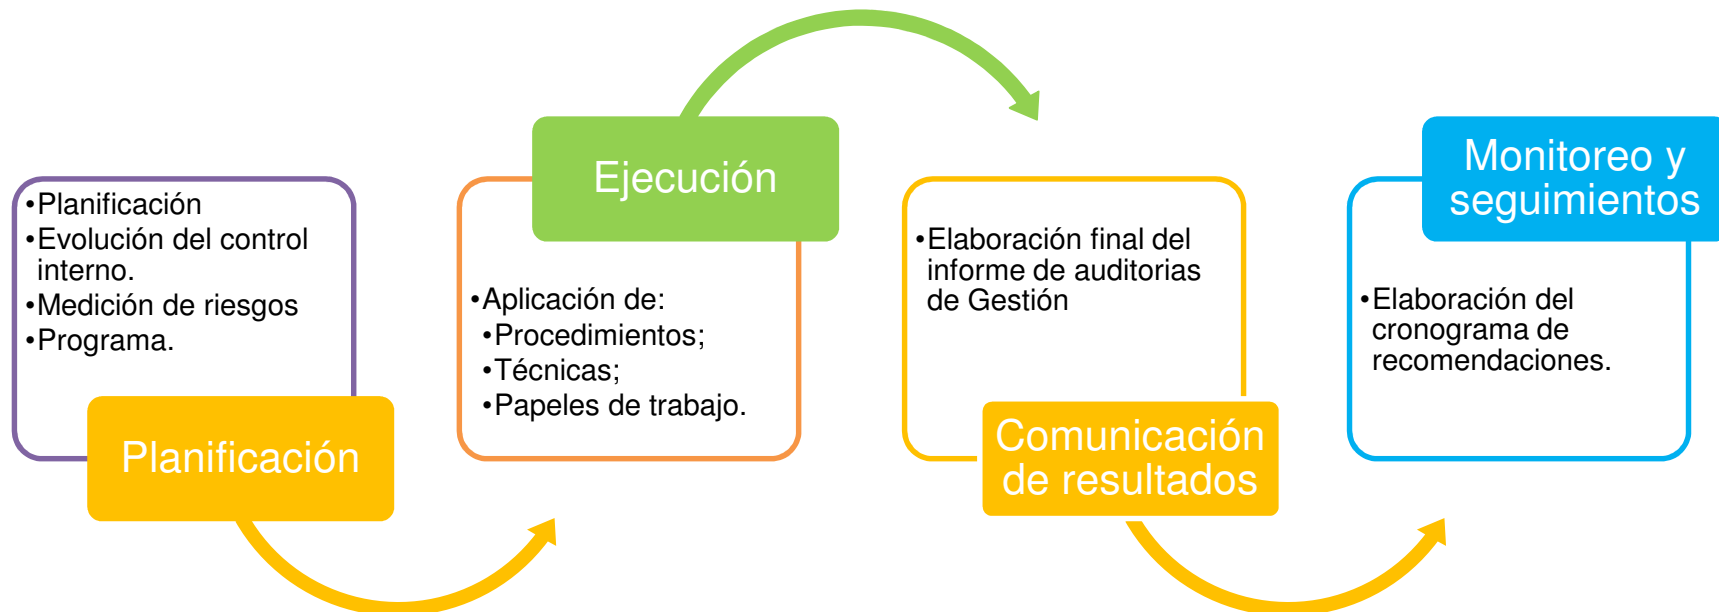 •Planificación
•Evolución del control
interno.
•Medición de riesgos
•Programa.
Planificación
Ejecución
•Aplicación de:
•Procedimientos;
•Técnicas;
•Papeles de trabajo.
•Elaboración final del
informe de auditorias
de Gestión
Comunicación
de resultados
Monitoreo y
seguimientos
•Elaboración del
cronograma de
recomendaciones.